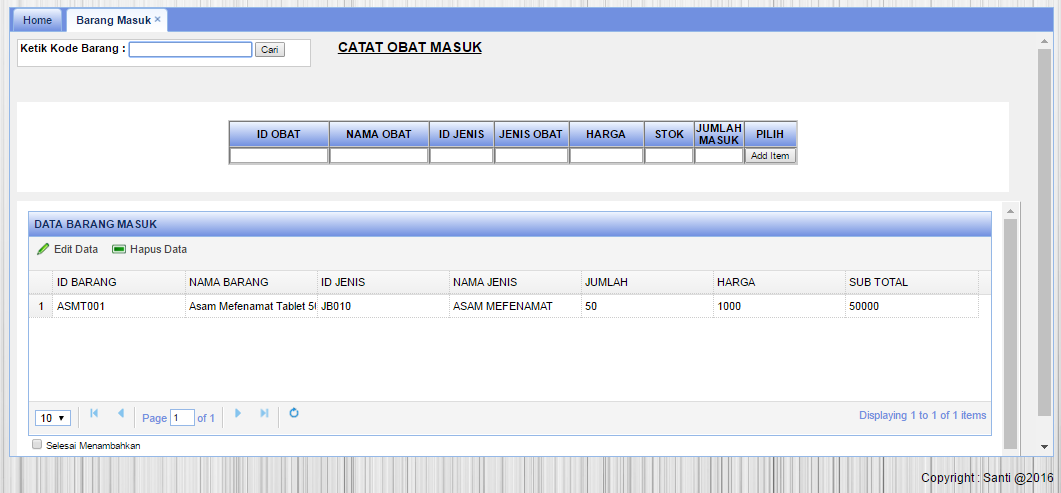 Home
Barang Masuk ×
Ketik Kode Barang :
Cari
CATAT OBAT MASUK
ID OBAT NAMA OBAT ID JENIS JENIS OBAT HARGA STOK JUMLAH MASUK PILIH
Add Item
DATA BARANG MASUK
Edit Data Hapus Data
ID BARANG NAMA BARANG ID JENIS NAMA JENIS JUMLAH HARGA SUB TOTAL
1 ASMT001 Asam Mefenamat Tablet 50 JB010 ASAM MEFENAMAT 50 1000 50000
10 Page 1 of 1 Displaying 1 to 1 of 1 items
Selesai Menambahkan
Copyright : Santi @2016